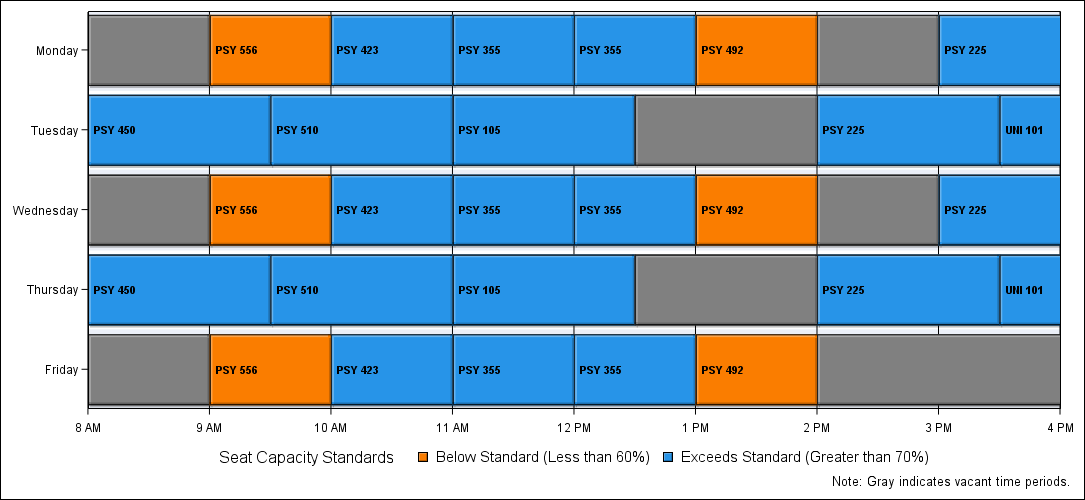 Monday PSY 556 PSY 423 PSY 355 PSY 355 PSY 492 PSY 225
Tuesday PSY 450 PSY 510 PSY 105 PSY 225 UNI 101
Wednesday PSY 556 PSY 423 PSY 355 PSY 355 PSY 492 PSY 225
Thursday PSY 450 PSY 510 PSY 105 PSY 225 UNI 101
Friday PSY 556 PSY 423 PSY 355 PSY 355 PSY 492
8 AM 9 AM 10 AM 11 AM 12 PM 1 PM 2 PM 3 PM 4 PM
Seat Capacity Standards Below Standard (Less than 60%) Exceeds Standard (Greater than 70%)
Note: Gray indicates vacant time periods.